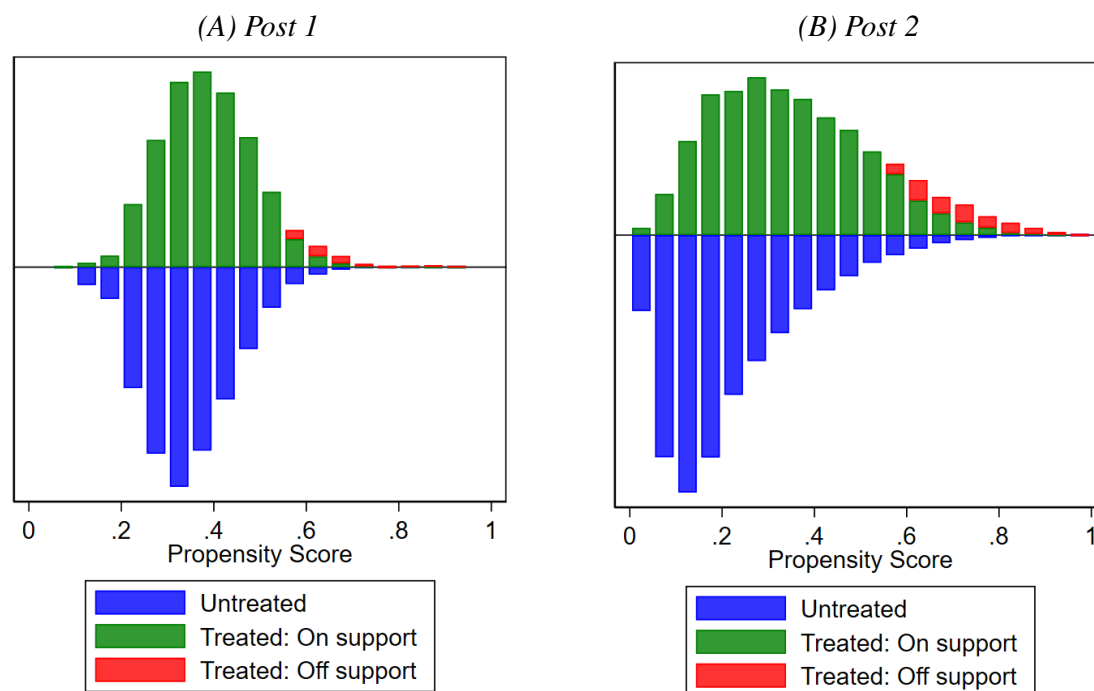 (A) Post 1
0 .2 .4 .6 .8 1
Propensity Score
Untreated
Treated: On support
Treated: Off support
(B) Post 2
0 .2 .4 .6 .8 1
Propensity Score
Untreated
Treated: On support
Treated: Off support